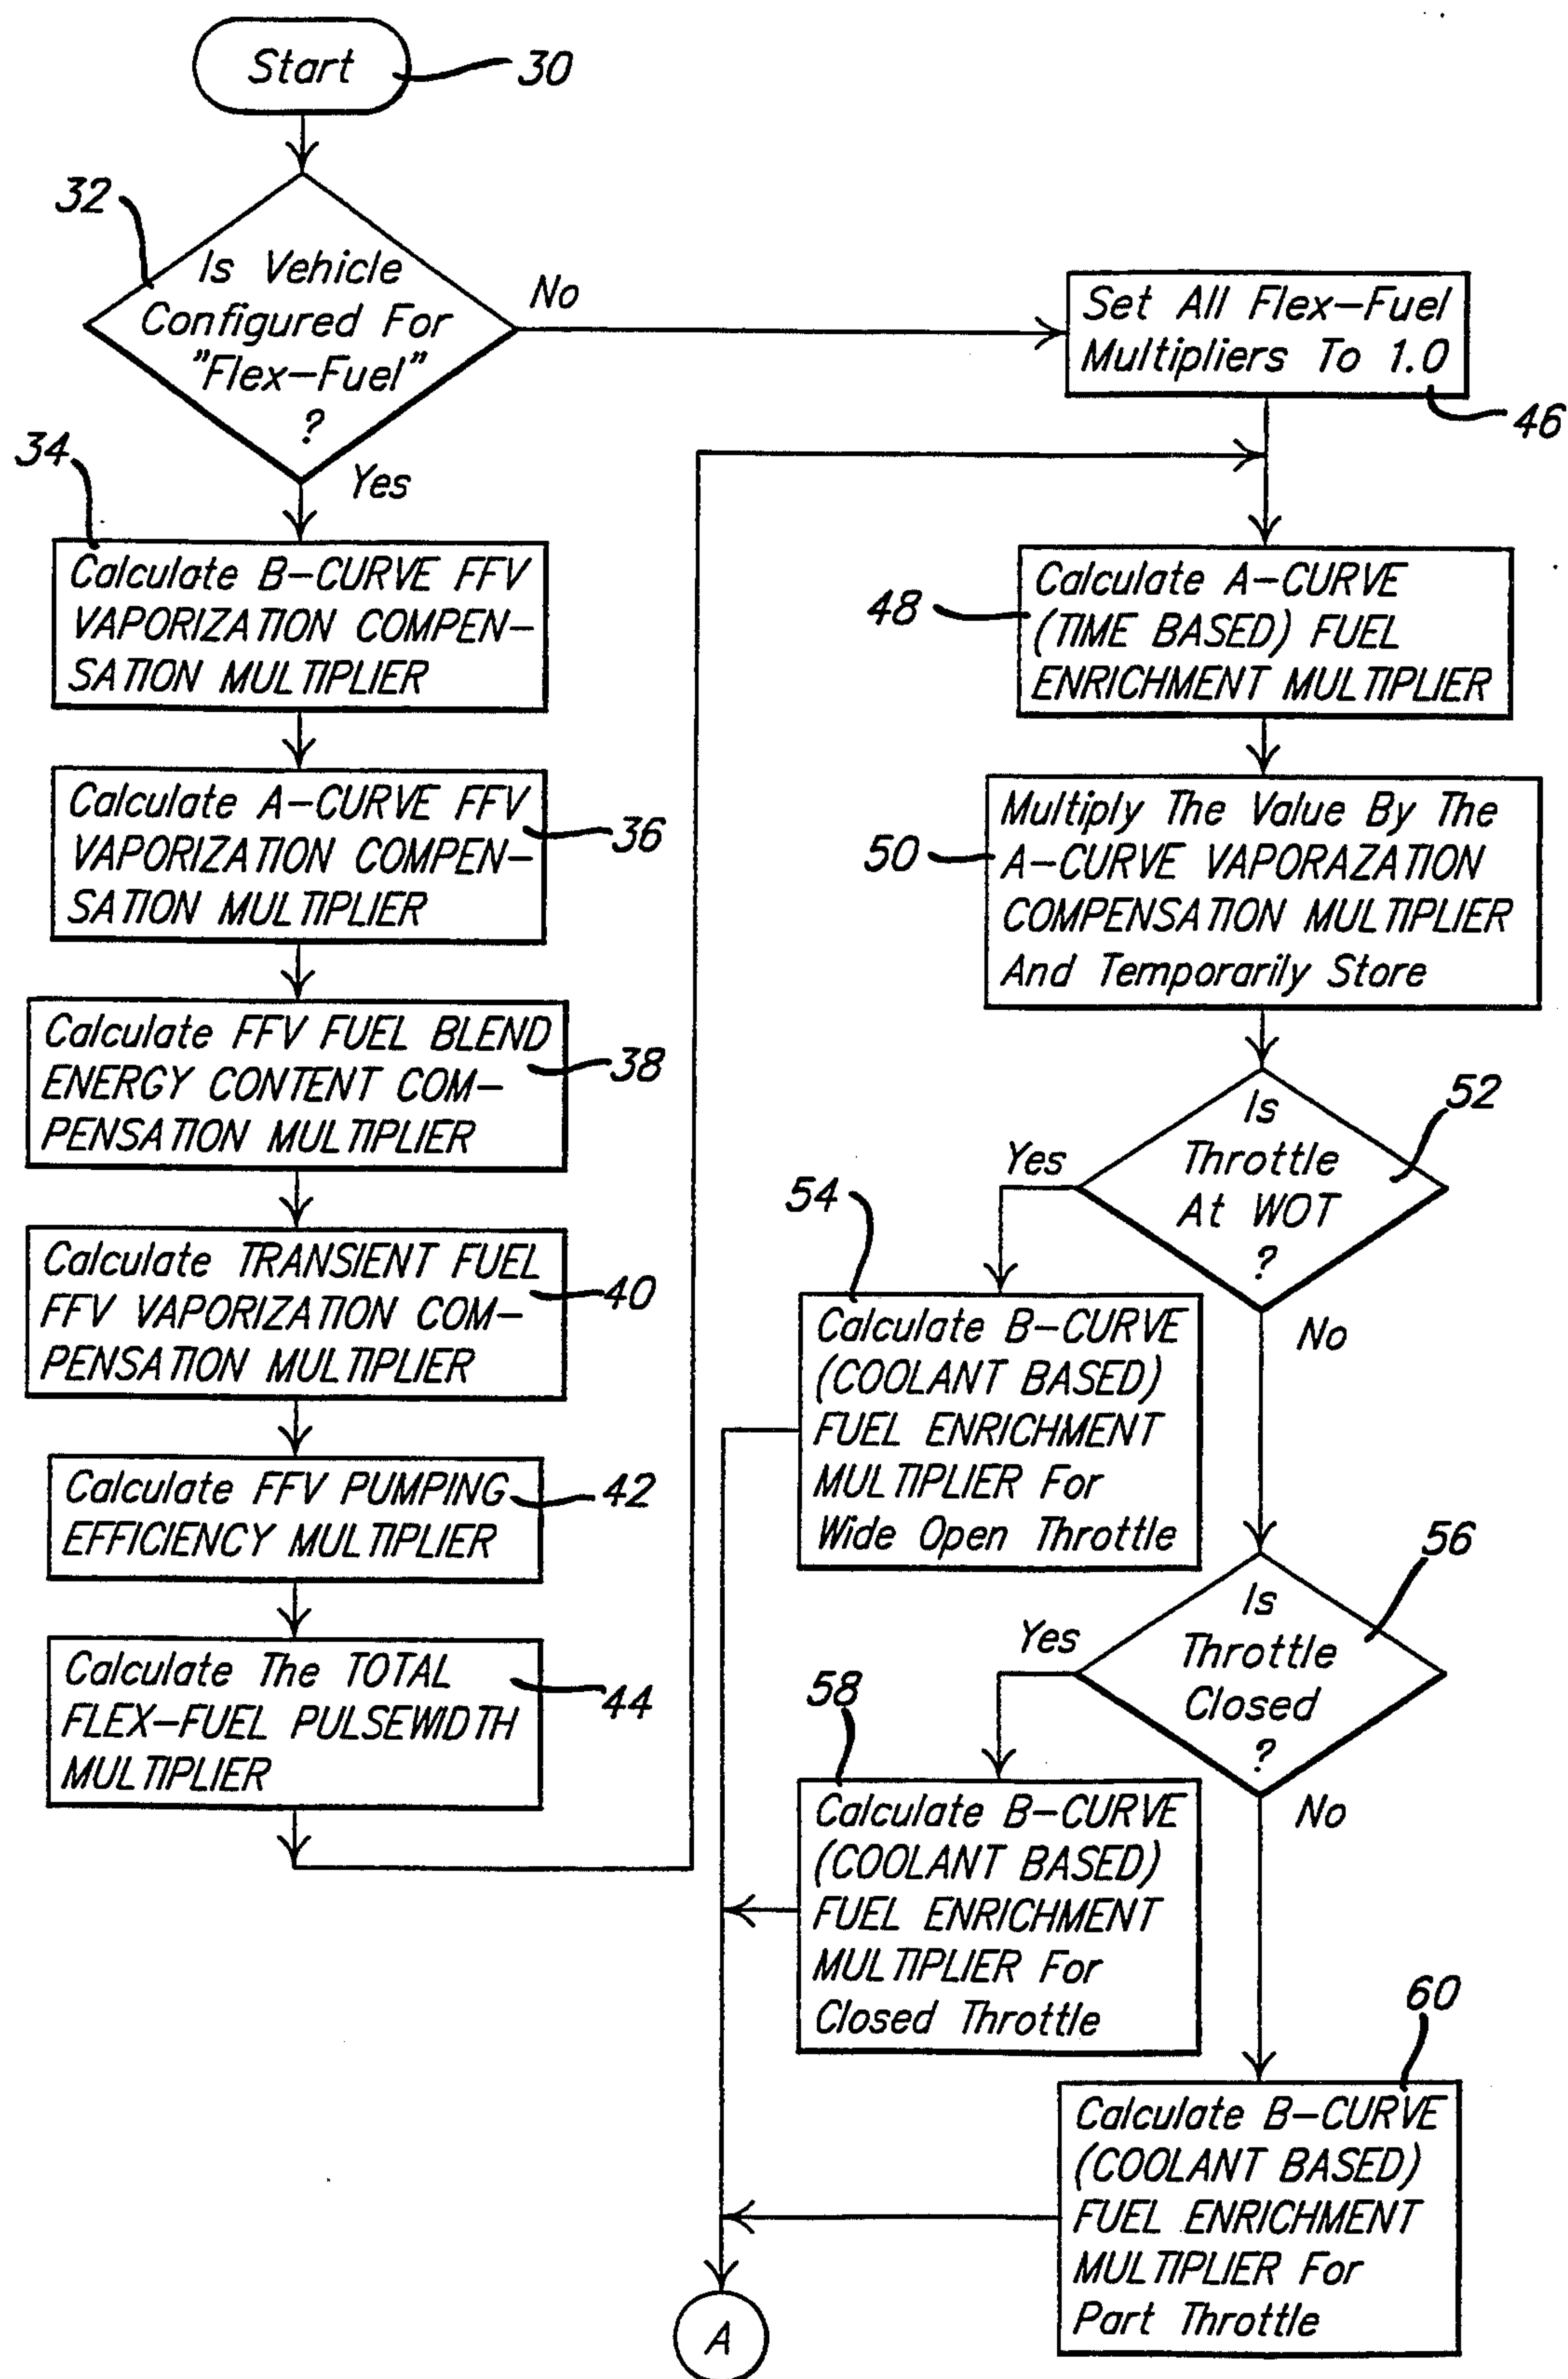 Start
30
32
Is Vehicle
Configured For
"Flex-Fuel"
?
No
Yes
34
Calculate B-CURVE FFV
VAPORIZATION COMPEN-
SATION MULTIPLIER
Calculate A-CURVE FFV
VAPORIZATION COMPEN-
SATION MULTIPLIER
36
Calculate FFV FUEL BLEND
ENERGY CONTENT COM-
PENSATION MULTIPLIER
38
Calculate TRANSIENT FUEL
FFV VAPORIZATION COM-
PENSATION MULTIPLIER
40
Calculate FFV PUMPING
EFFICIENCY MULTIPLIER
42
Calculate The TOTAL
FLEX-FUEL PULSEWIDTH
MULTIPLIER
44
Set All Flex-Fuel
Multipliers To 1.0
46
48
Calculate A-CURVE
(TIME BASED) FUEL
ENRICHMENT MULTIPLIER
50
Multiply The Value By The
A-CURVE VAPORAZATION
COMPENSATION MULTIPLIER
And Temporarily Store
52
Is
Throttle
At WOT
?
Yes
No
54
Calculate B-CURVE
(COOLANT BASED)
FUEL ENRICHMENT
MULTIPLIER For
Wide Open Throttle
56
Is
Throttle
Closed
?
Yes
No
58
Calculate B-CURVE
(COOLANT BASED)
FUEL ENRICHMENT
MULTIPLIER For
Closed Throttle
60
Calculate B-CURVE
(COOLANT BASED)
FUEL ENRICHMENT
MULTIPLIER For
Part Throttle
A